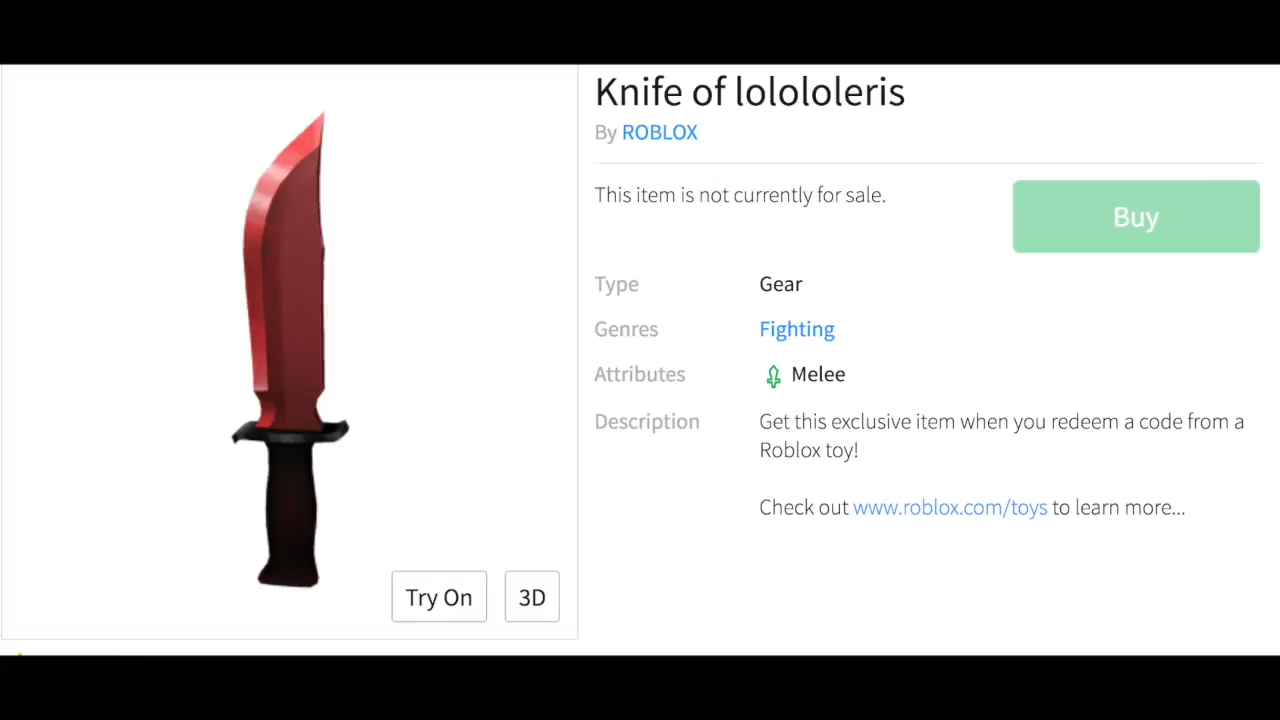 Knife of lolololeris
By ROBLOX
This item is not currently for sale.
Buy
Type Gear
Genres Fighting
Attributes Melee
Description Get this exclusive item when you redeem a code from a
Roblox toy!
Check out www.roblox.com/toys to learn more...
Try On 3D